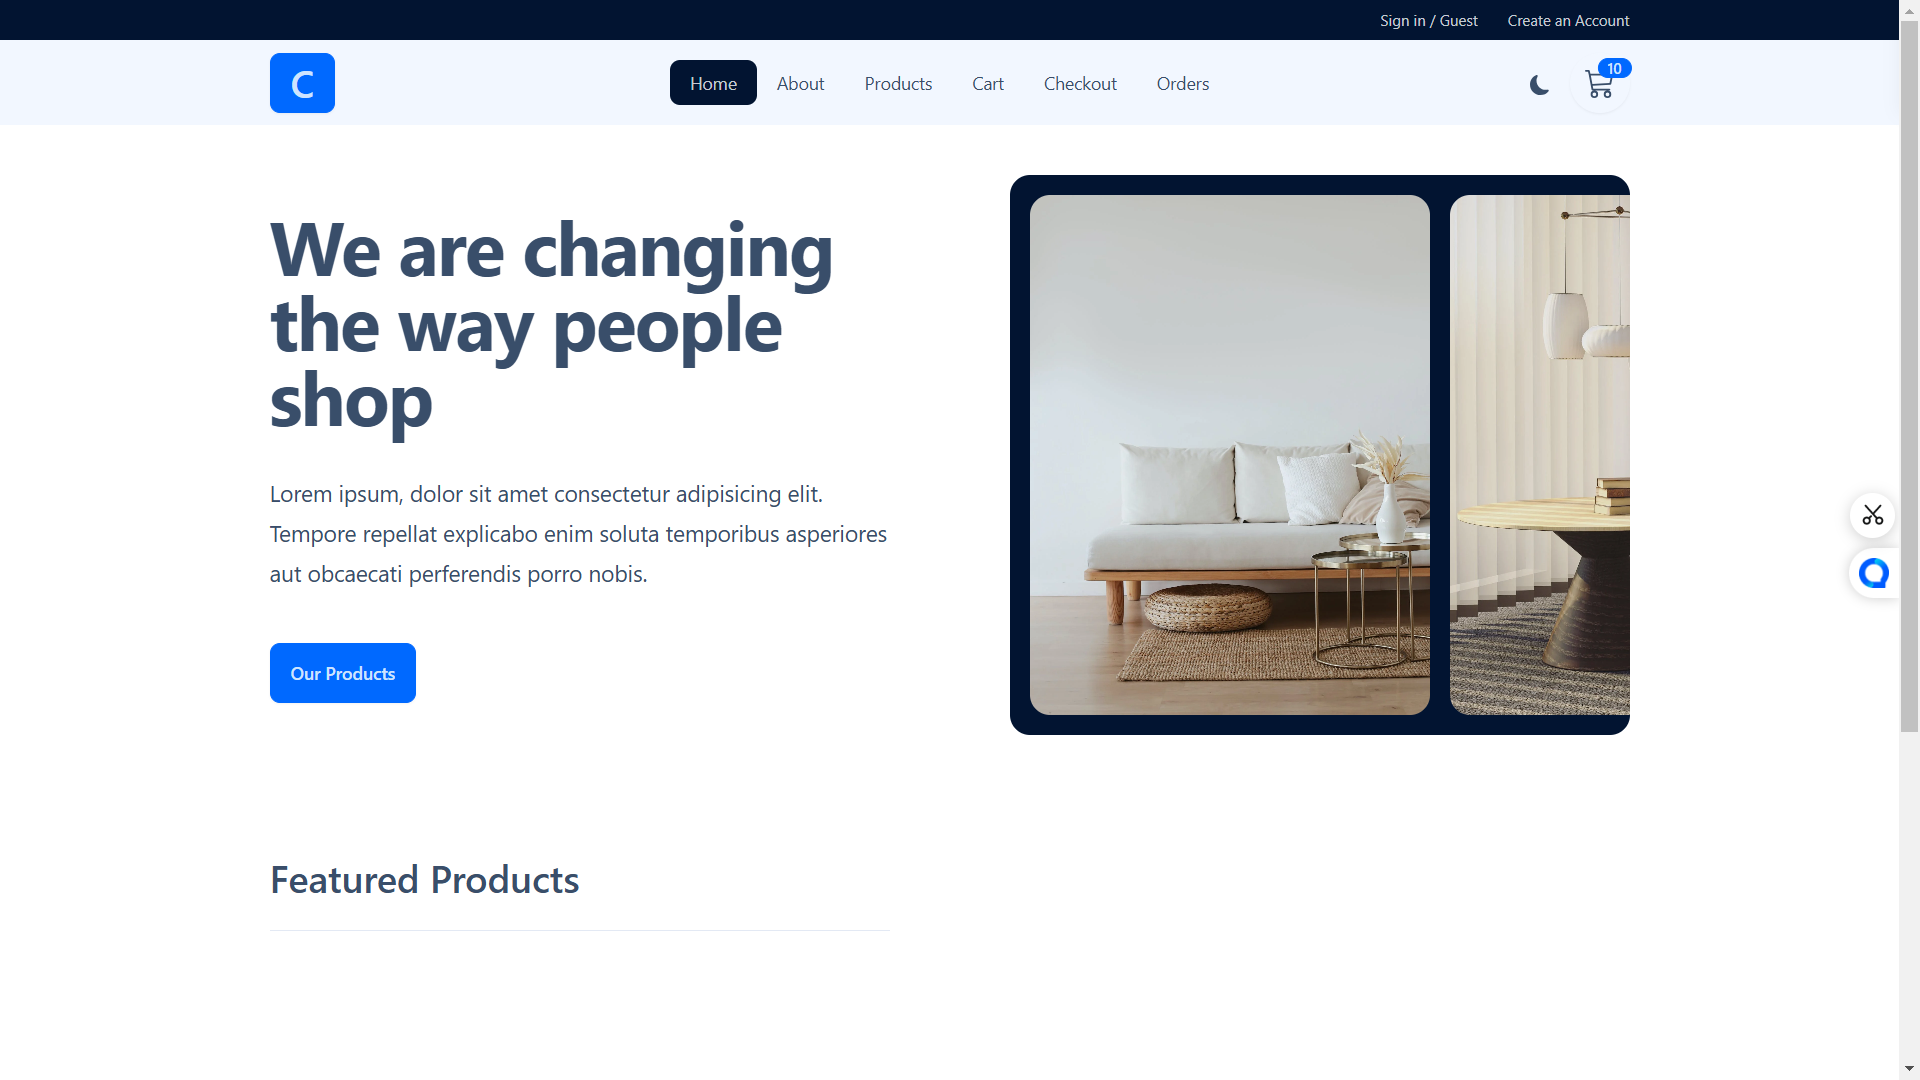 Sign in / Guest
Create an Account
C
Home
About
Products
Cart
Checkout
Orders
10
We are changing
the way people
shop
Lorem ipsum, dolor sit amet consectetur adipisicing elit.
Tempore repellat explicabo enim soluta temporibus asperiores
aut obcaecati perferendis porro nobis.
Our Products
Featured Products